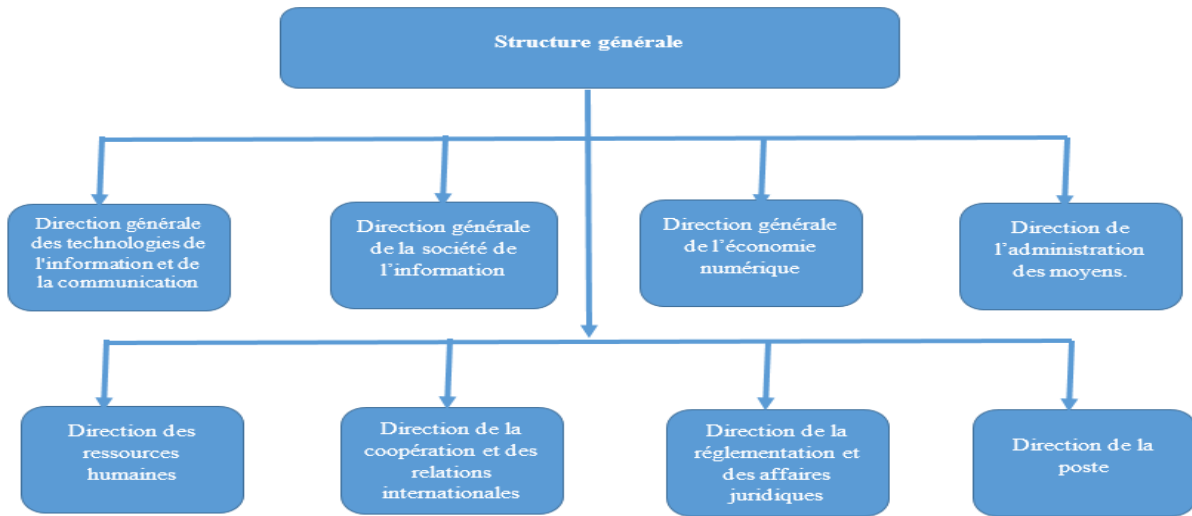 Structure générale
Direction générale
des technologies de
l'information et de
la communication
Direction générale
de la société de
l’information
Direction générale
de l’économie
numérique
Direction de
l’administration
des moyens.
Direction des
ressources
humaines
Direction de la
coopération et des
relations
internationales
Direction de la
réglementation et
des affaires
juridiques
Direction de la
poste